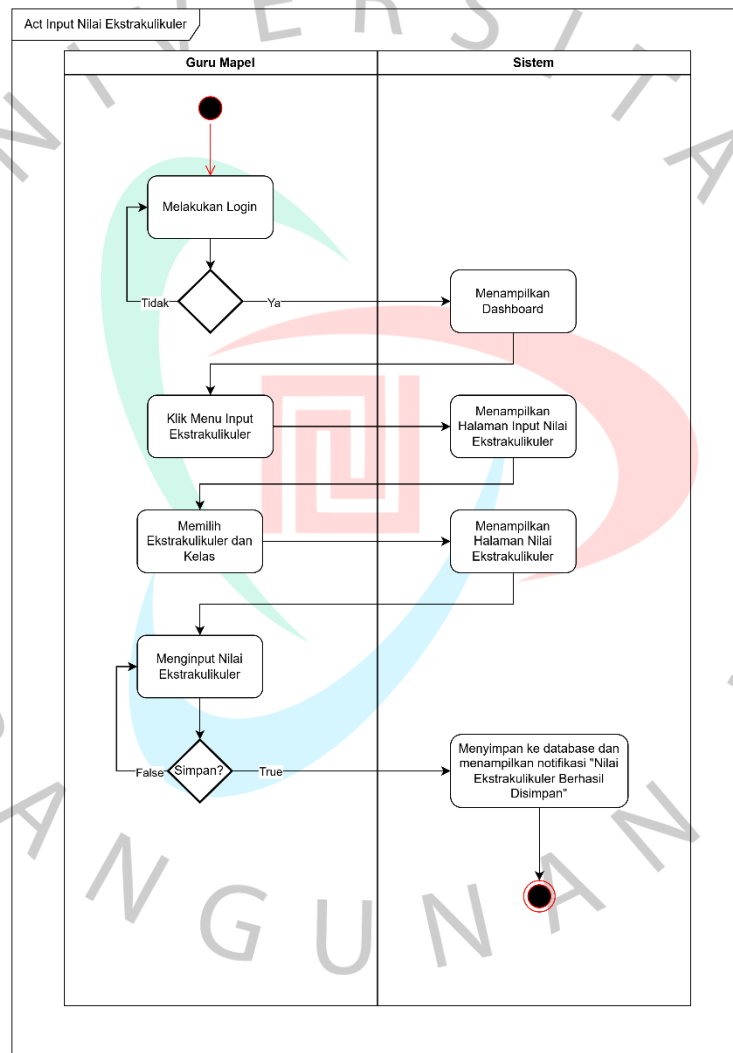 Act Input Nilai Ekstrakulikuler
Guru Mapel
Sistem
Melakukan Login
Tidak
Ya
Menampilkan
Dashboard
Klik Menu Input
Ekstrakulikuler
Menampilkan
Halaman Input Nilai
Ekstrakulikuler
Memilih
Ekstrakulikuler dan
Kelas
Menampilkan
Halaman Nilai
Ekstrakulikuler
Menginput Nilai
Ekstrakulikuler
False
Simpan?
True
Menyimpan ke database dan
menampilkan notifikasi "Nilai
Ekstrakulikuler Berhasil
Disimpan"
NIVERSITA
ANGUNAN